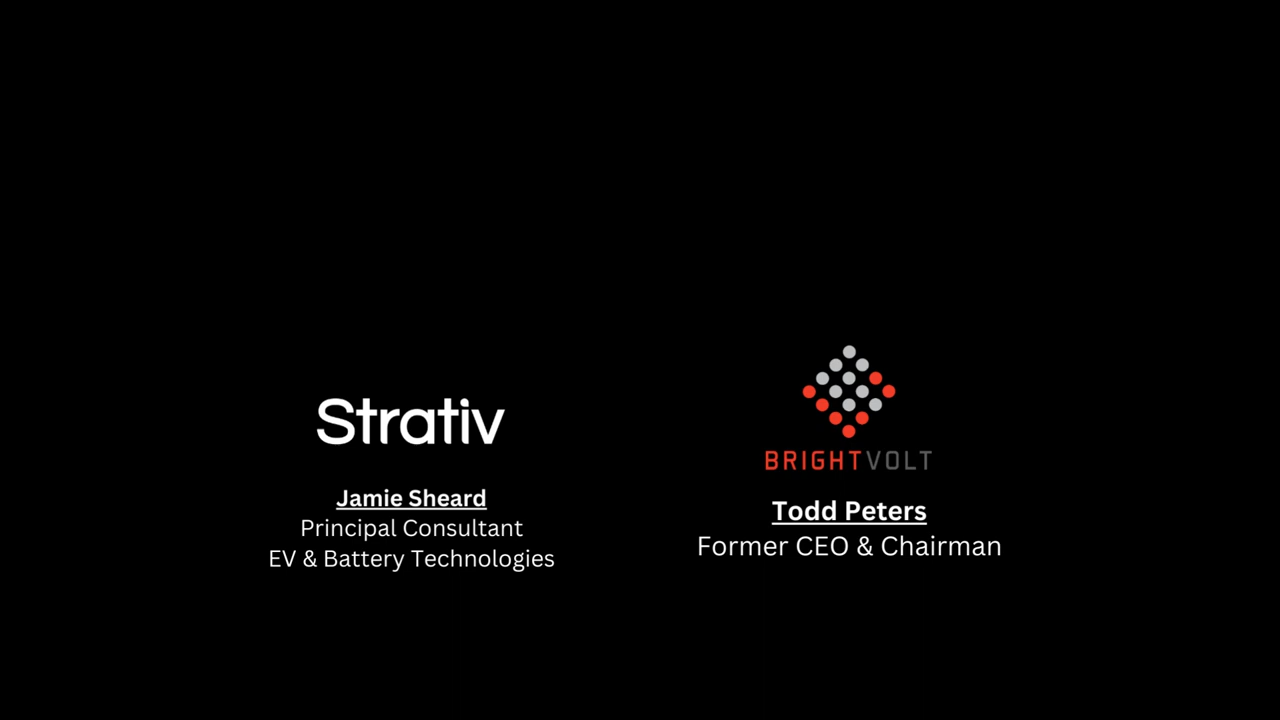 Strativ
Jamie Sheard
Principal Consultant
EV & Battery Technologies
BRIGHTVOLT
Todd Peters
Former CEO & Chairman